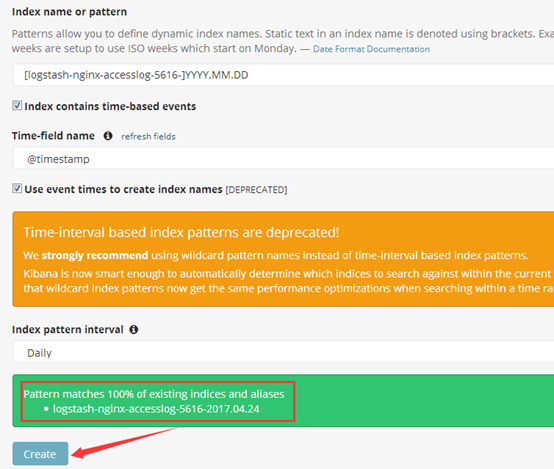 Index name or pattern
Patterns allow you to define dynamic index names. Static text in an index name is denoted using brackets. Exa
weeks are setup to use ISO weeks which start on Monday. — Date Format Documentation
[logstash-nginx-accesslog-5616-]YYYY.MM.DD
Index contains time-based events
Time-field name refresh fields
@timestamp
Use event times to create index names [DEPRECATED]
Time-interval based index patterns are deprecated!
We strongly recommend using wildcard pattern names instead of time-interval based index patterns.
Kibana is now smart enough to automatically determine which indices to search against within the current
that wildcard index patterns now get the same performance optimizations when searching within a time ra
Index pattern interval
Daily
Pattern matches 100% of existing indices and aliases
• logstash-nginx-accesslog-5616-2017.04.24
Create